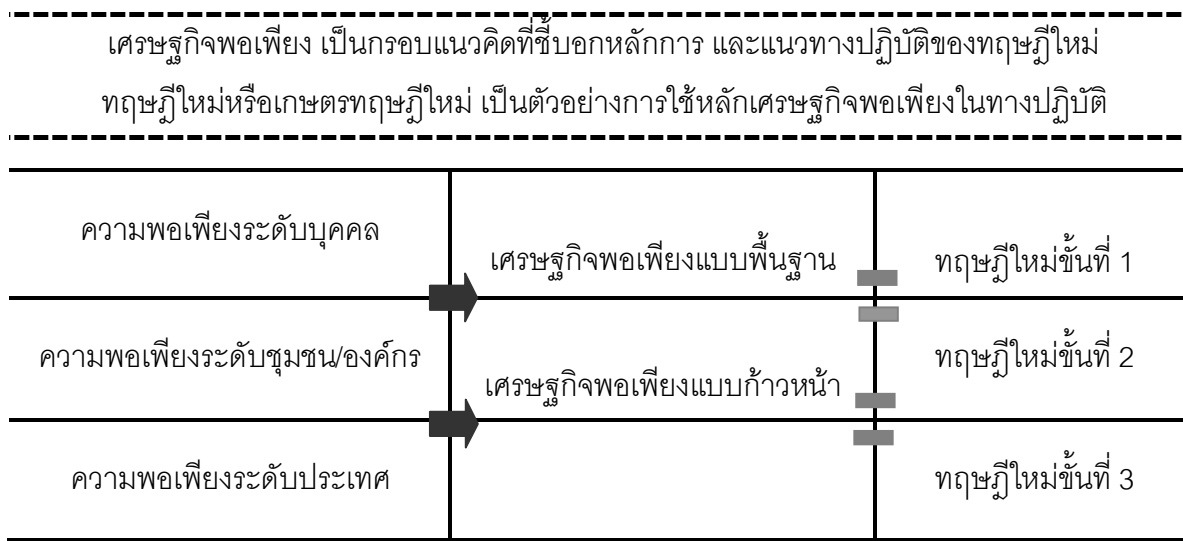 เศรษฐกิจพอเพียง เป็นกรอบแนวคิดที่ชี้บอกหลักการ และแนวทางปฏิบัติของทฤษฎีใหม่
ทฤษฎีใหม่หรือเกษตรทฤษฎีใหม่ เป็นตัวอย่างการใช้หลักเศรษฐกิจพอเพียงในทางปฏิบัติ
ความพอเพียงระดับบุคคล
เศรษฐกิจพอเพียงแบบพื้นฐาน
ทฤษฎีใหม่ขั้นที่ 1
ความพอเพียงระดับชุมชน/องค์กร
เศรษฐกิจพอเพียงแบบก้าวหน้า
ทฤษฎีใหม่ขั้นที่ 2
ความพอเพียงระดับประเทศ
ทฤษฎีใหม่ขั้นที่ 3